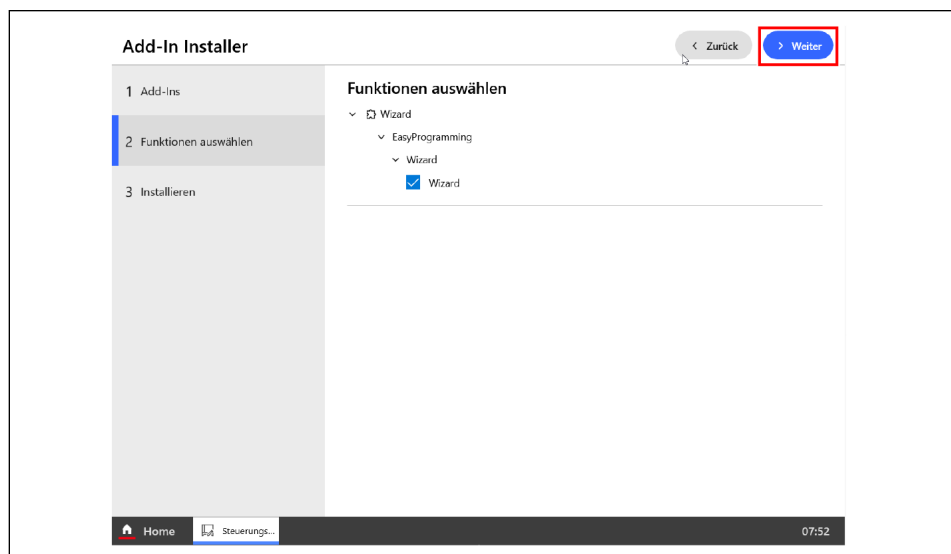 Add-In Installer
Zurück
Weiter
1 Add-Ins
2 Funktionen auswählen
3 Installieren
Funktionen auswählen
Wizard
EasyProgramming
Wizard
Wizard
Home
Steuerungs...
07:52